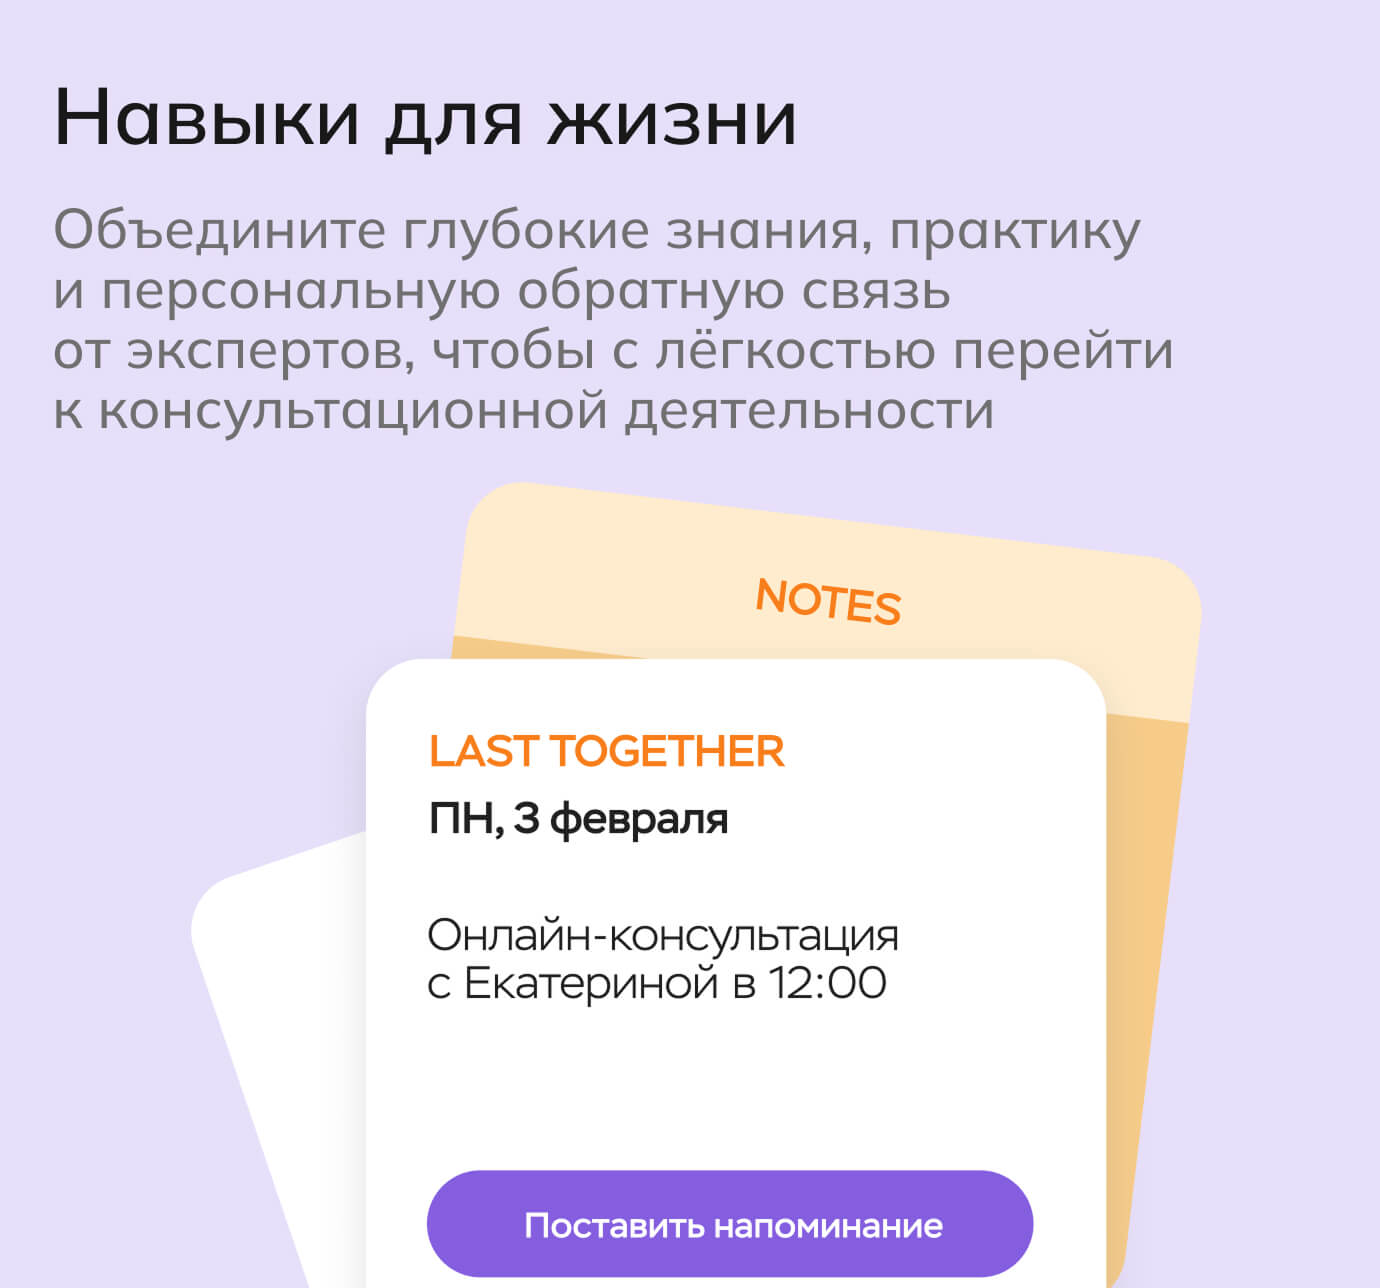 Навыки для жизни
Объедините глубокие знания, практику
и персональную обратную связь
от экспертов, чтобы с лёгкостью перейти
к консультационной деятельности
NOTES
LAST TOGETHER
ПН, 3 февраля
Онлайн-консультация
с Екатериной в 12:00
Поставить напоминание